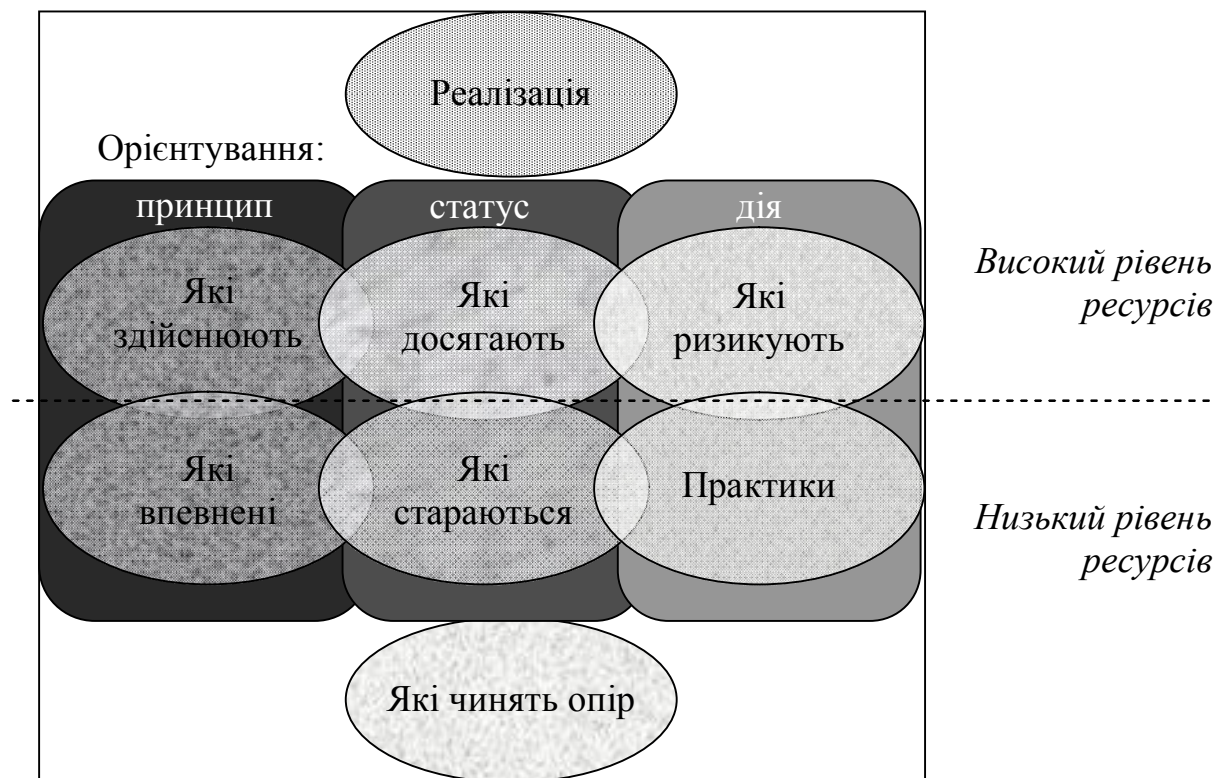 Реалізація
Орієнтування:
принцип
статус
дія
Які
здійснюють
Які
досягають
Які
ризикують
Високий рівень
ресурсів
Які
впевнені
Які
стараються
Практики
Низький рівень
ресурсів
Які чинять опір